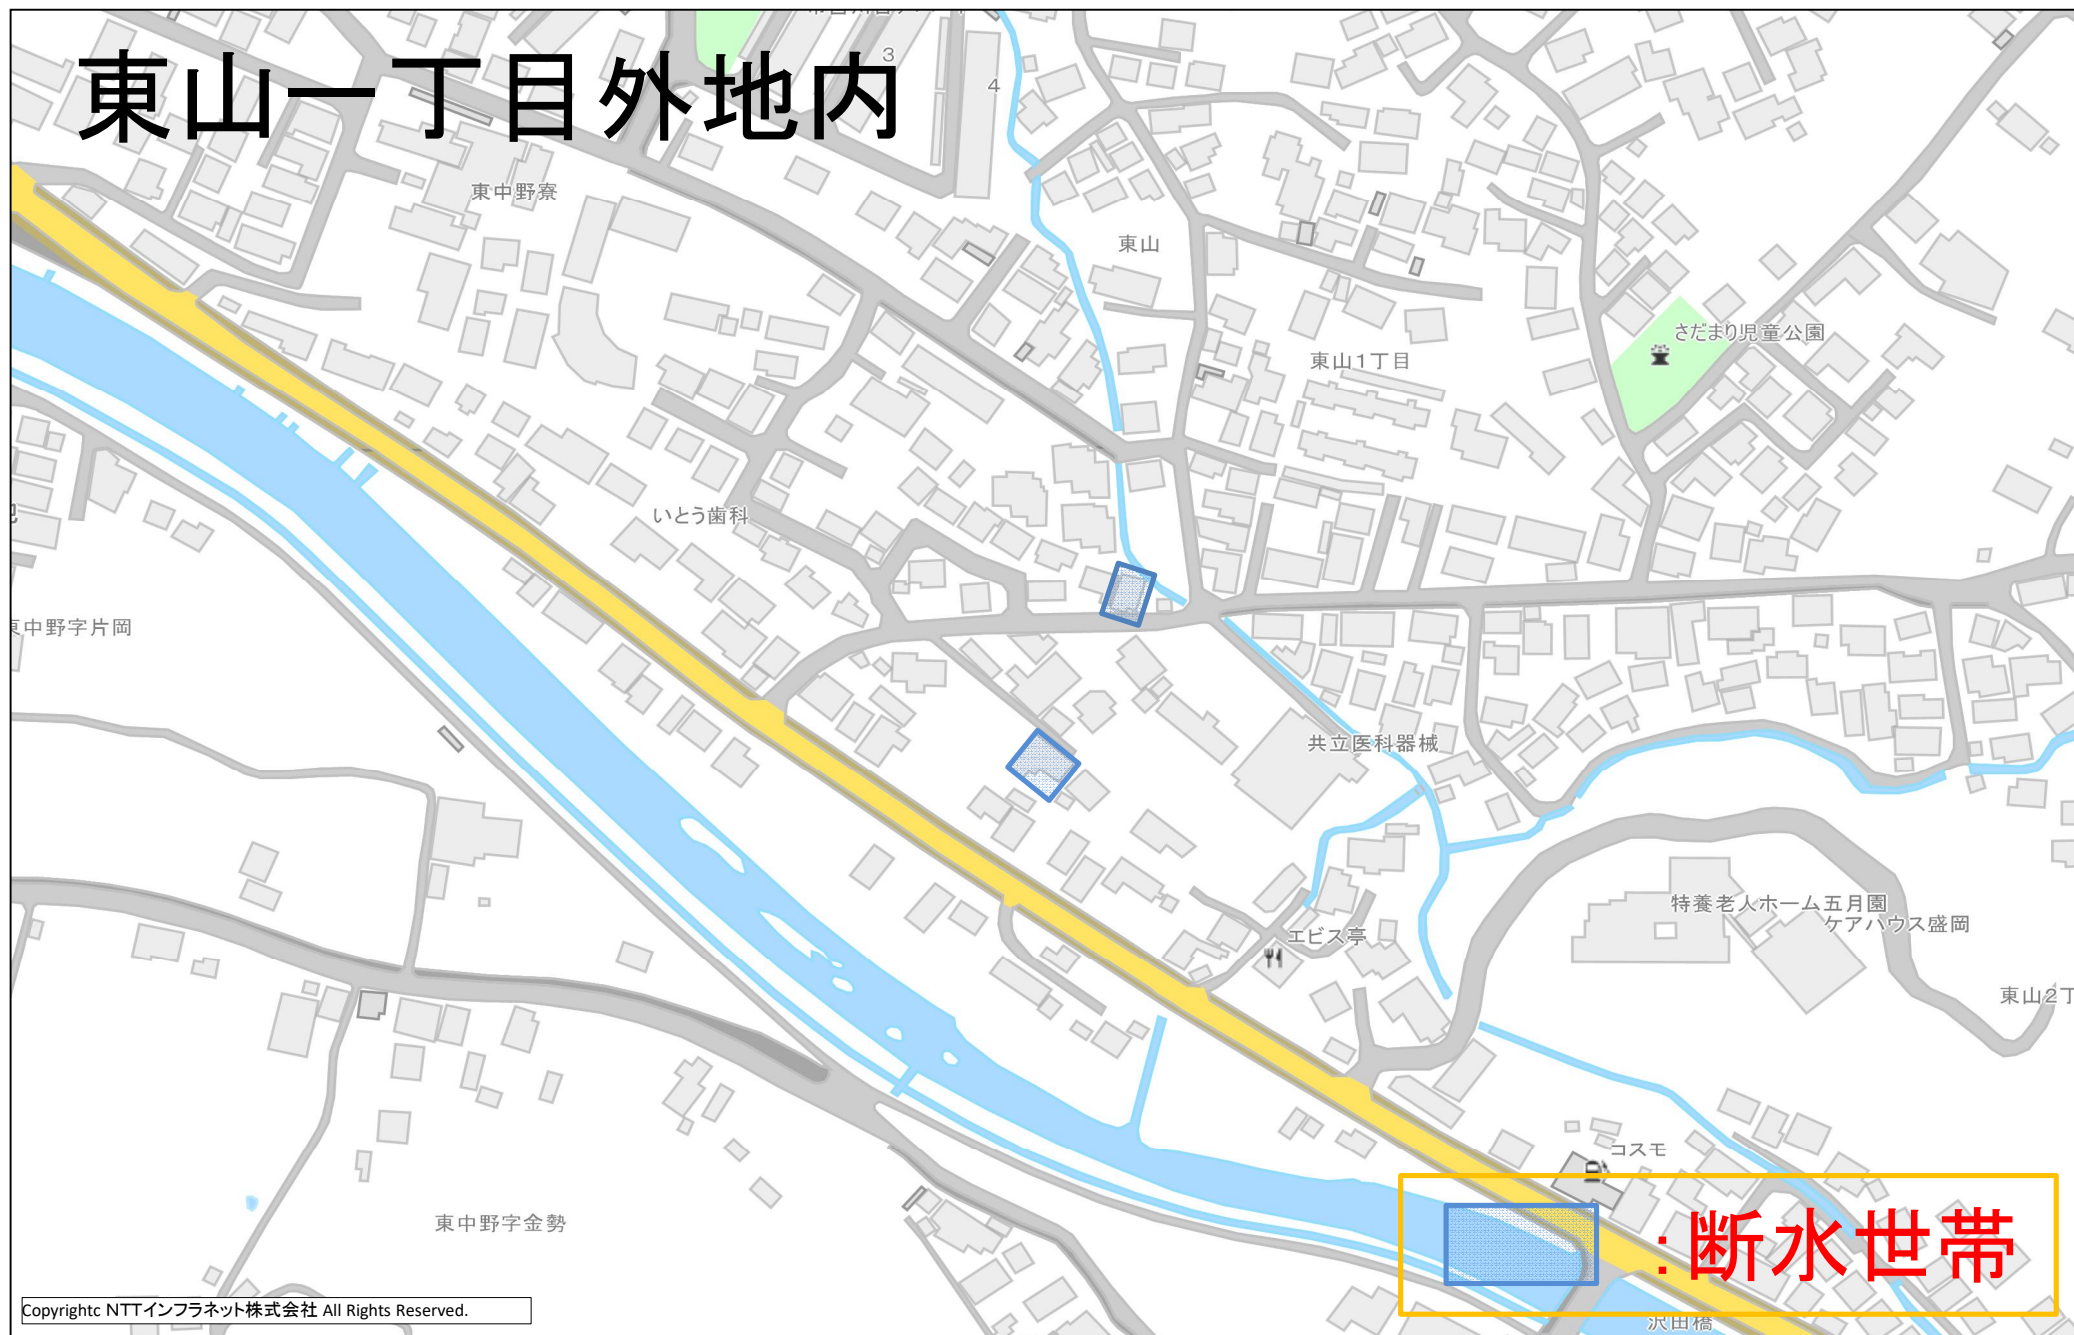 東山一丁目外地内
3
4
東中野寮
東山
さだまり児童公園
東山1丁目
いとう歯科
東中野字片岡
共立医科器械
特養老人ホーム五月園
ケアハウス盛岡
エビス亭
東山2丁
コスモ
東中野字金勢
:断水世帯
沢田橋
Copyrightc NTTインフラネット株式会社 All Rights Reserved.